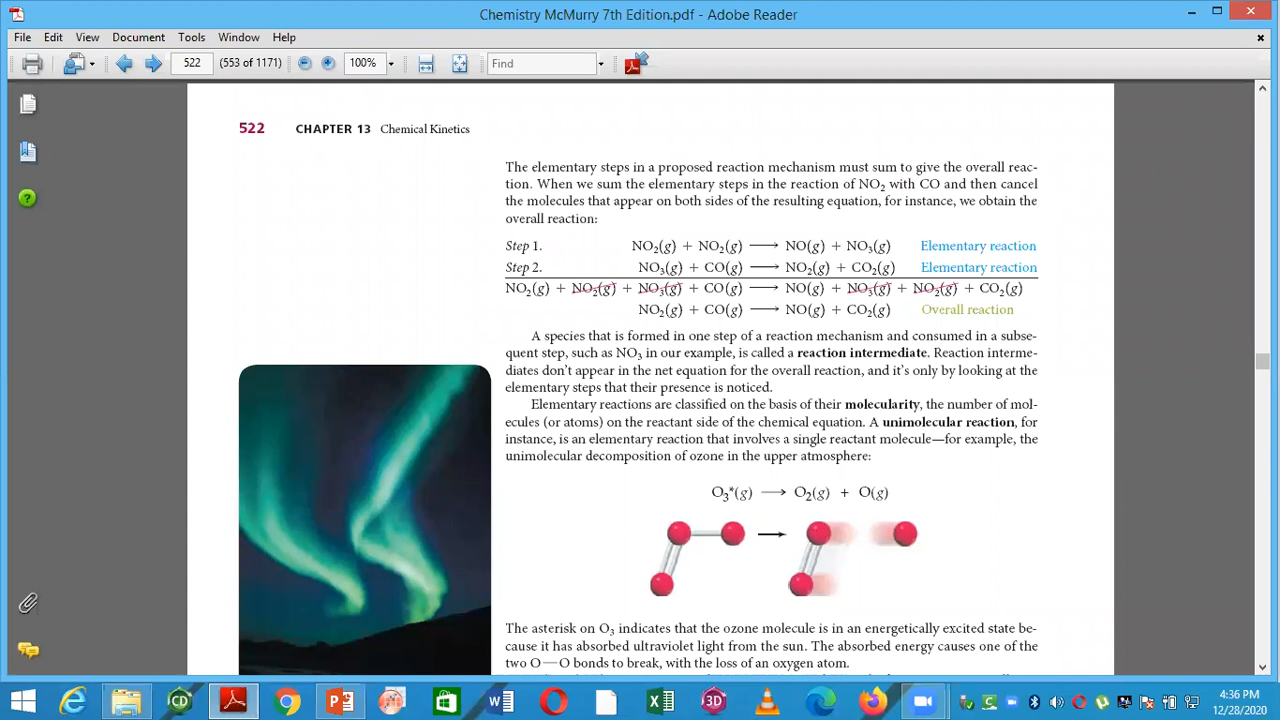 Chemistry McMurry 7th Edition.pdf - Adobe Reader
File Edit View Document Tools Window Help
522 (553 of 1171) 100% Find
522 CHAPTER 13 Chemical Kinetics
The elementary steps in a proposed reaction mechanism must sum to give the overall reac-
tion. When we sum the elementary steps in the reaction of NO₂ with CO and then cancel
the molecules that appear on both sides of the resulting equation, for instance, we obtain the
overall reaction:
Step 1. NO₂(g) + NO₂(g) ⟶ NO(g) + NO₃(g) Elementary reaction
Step 2. NO₃(g) + CO(g) ⟶ NO₂(g) + CO₂(g) Elementary reaction
NO₂(g) + NO₂(g) + NO₃(g) + CO(g) ⟶ NO(g) + NO₃(g) + NO₂(g) + CO₂(g)
NO₂(g) + CO(g) ⟶ NO(g) + CO₂(g) Overall reaction
A species that is formed in one step of a reaction mechanism and consumed in a subse-
quent step, such as NO₃ in our example, is called a reaction intermediate. Reaction interme-
diates don't appear in the net equation for the overall reaction, and it's only by looking at the
elementary steps that their presence is noticed.
Elementary reactions are classified on the basis of their molecularity, the number of mol-
ecules (or atoms) on the reactant side of the chemical equation. A unimolecular reaction, for
instance, is an elementary reaction that involves a single reactant molecule—for example, the
unimolecular decomposition of ozone in the upper atmosphere:
O₃*(g) ⟶ O₂(g) + O(g)
The asterisk on O₃ indicates that the ozone molecule is in an energetically excited state be-
cause it has absorbed ultraviolet light from the sun. The absorbed energy causes one of the
two O—O bonds to break, with the loss of an oxygen atom.
4:36 PM
12/28/2020